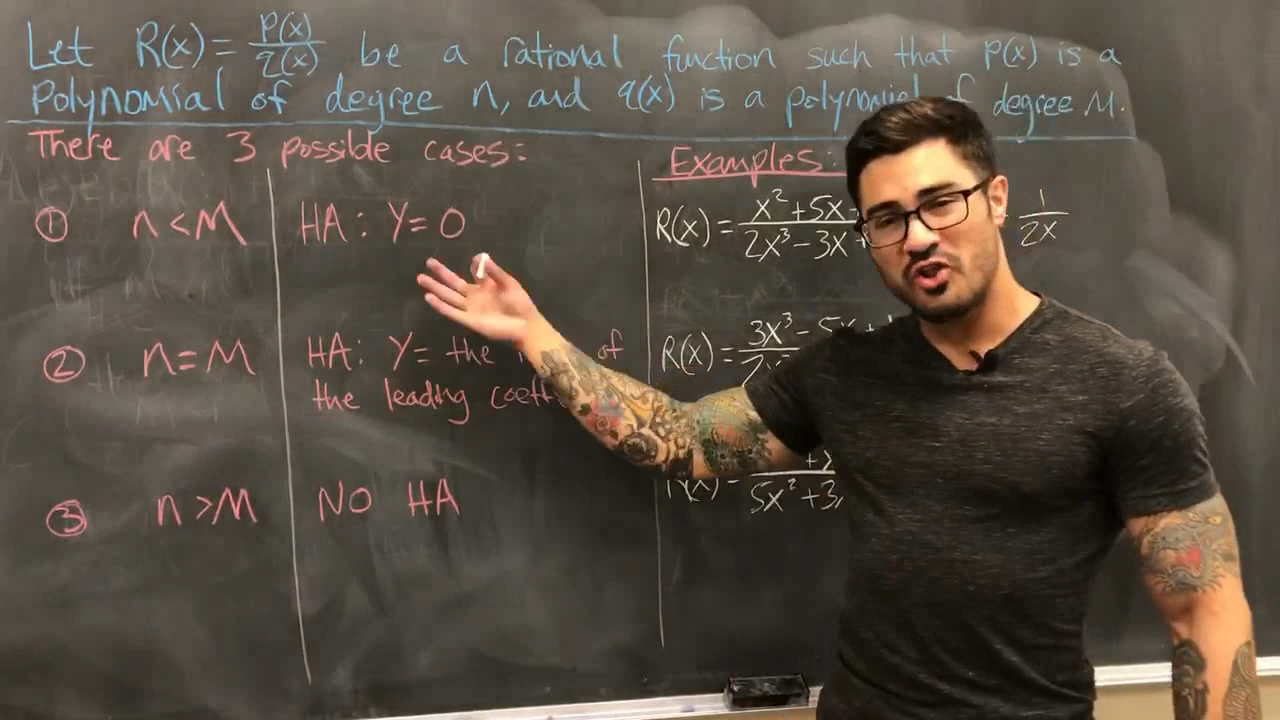 Let R(x) = P(x)/q(x) be a rational function such that p(x) is a
Polynomial of degree n, and q(x) is a polynomial of degree M.
There are 3 possible cases:
Examples:
① n < M HA: Y = 0
R(x) = x² + 5x / 2x³ - 3x + 1/2x
② n = M HA: Y = the of
the leading
R(x) = 3x³ - 5x + 1
③ n > M NO HA
R(x) = +x / 5x² + 3